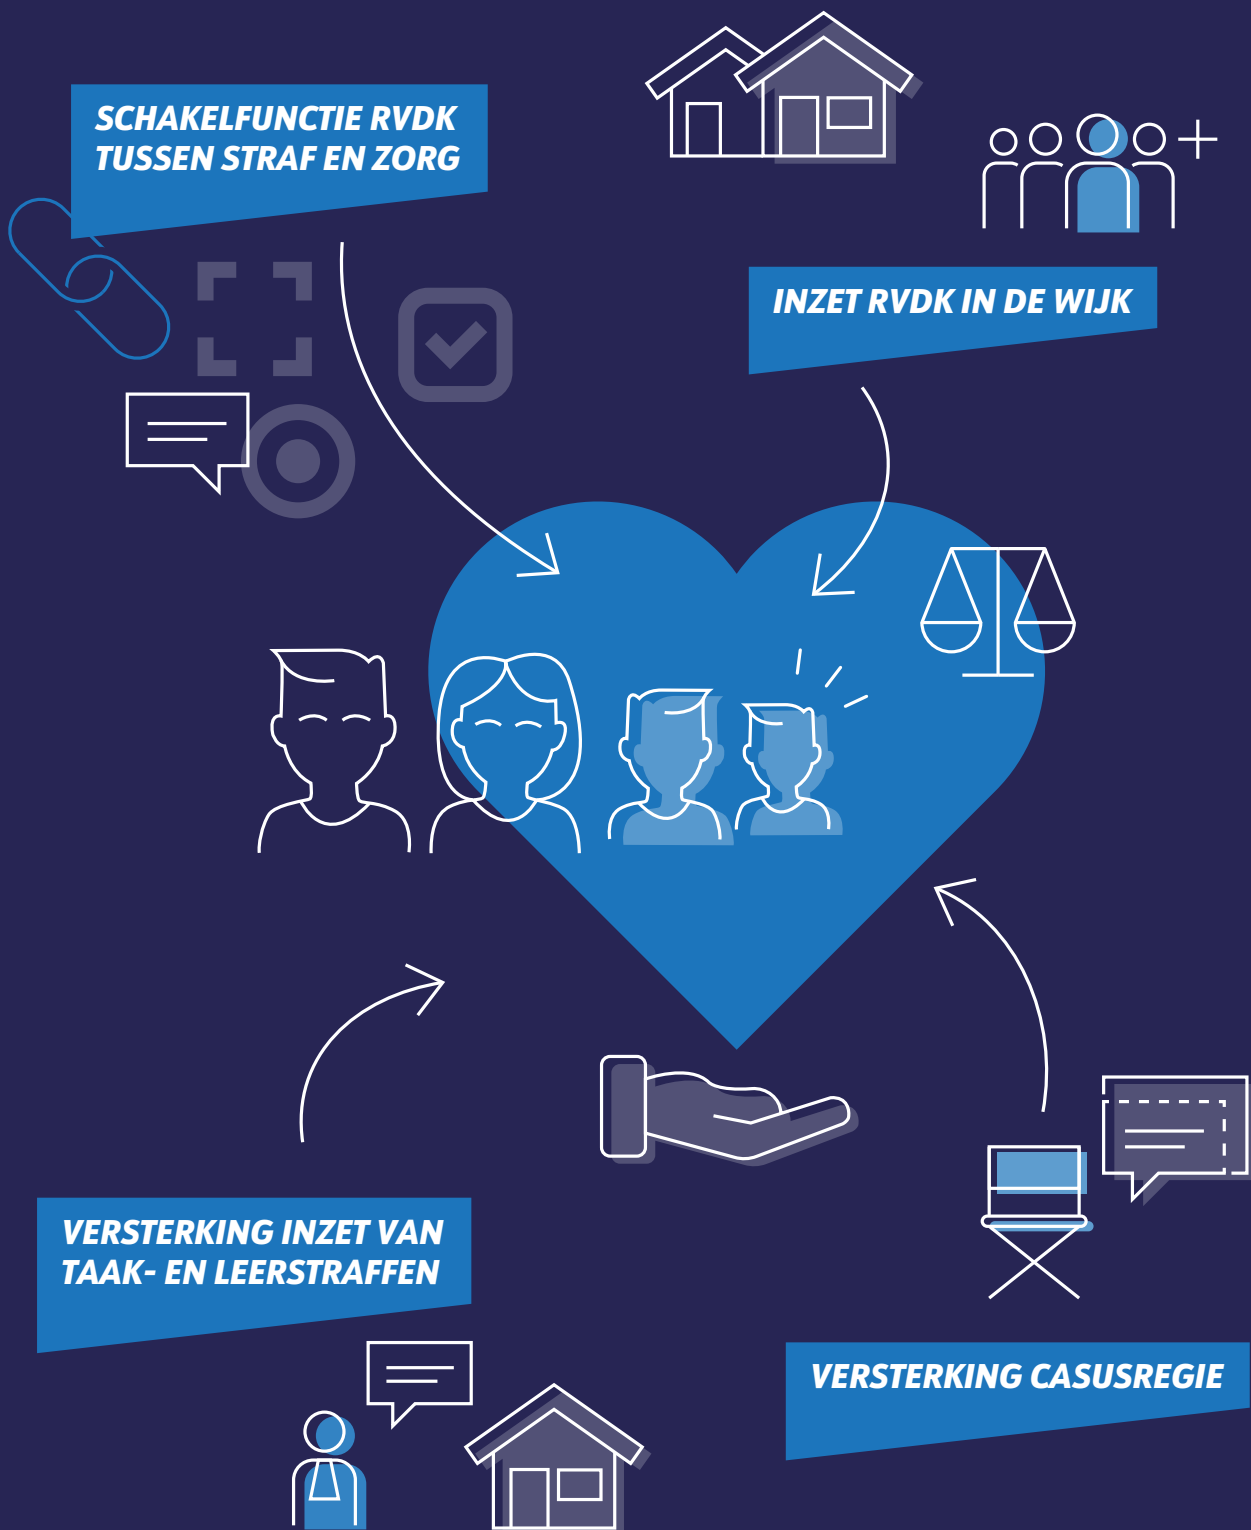 SCHAKELFUNCTIE RVDK
TUSSEN STRAF EN ZORG
INZET RVDK IN DE WIJK
VERSTERKING INZET VAN
TAAK- EN LEERSTRAFFEN
VERSTERKING CASUSREGIE